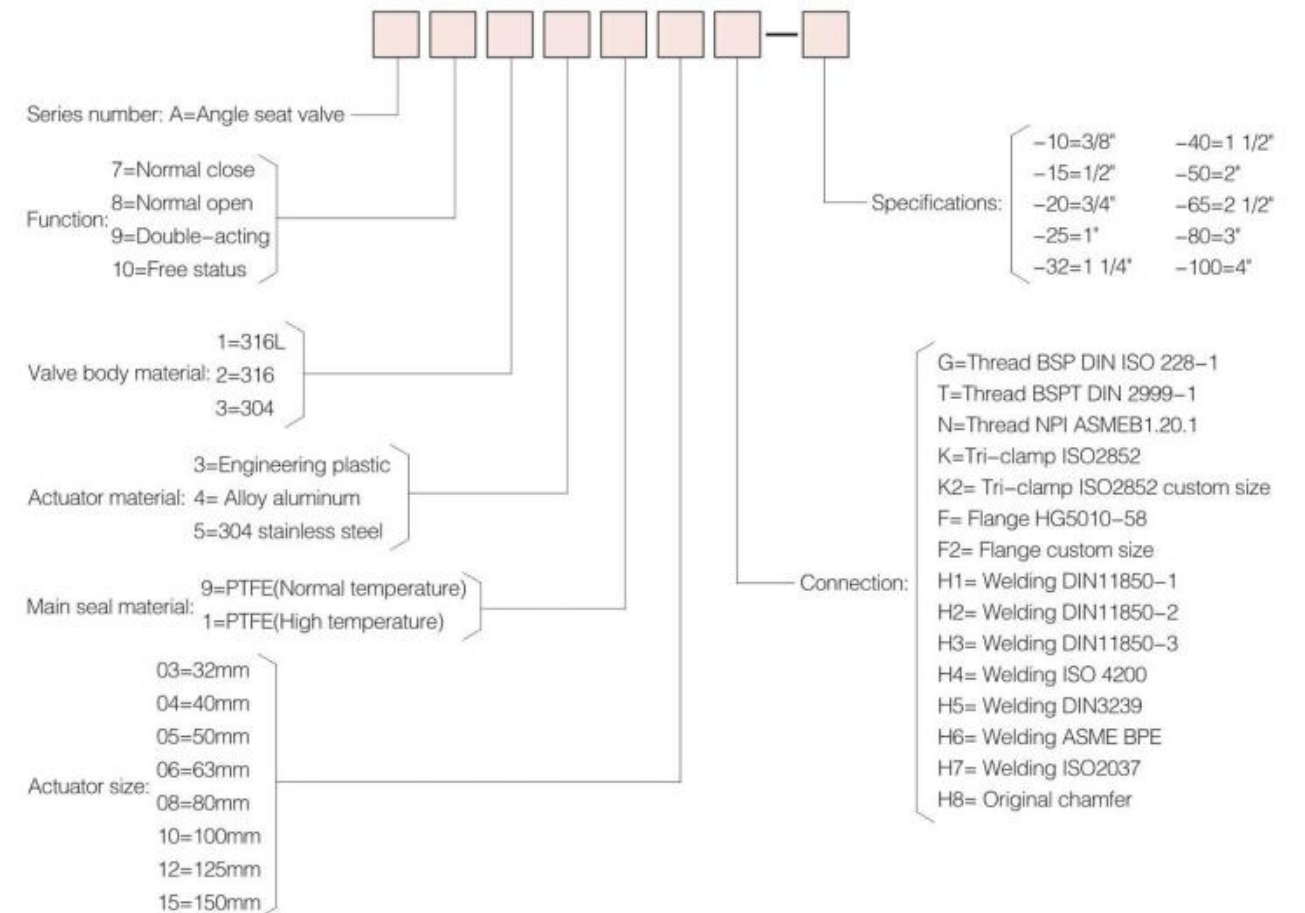 Series number: A=Angle seat valve
Function:
7=Normal close
8=Normal open
9=Double-acting
10=Free status
Valve body material:
1=316L
2=316
3=304
Actuator material:
3=Engineering plastic
4= Alloy aluminum
5=304 stainless steel
Main seal material:
9=PTFE(Normal temperature)
1=PTFE(High temperature)
Actuator size:
03=32mm
04=40mm
05=50mm
06=63mm
08=80mm
10=100mm
12=125mm
15=150mm
Specifications:
-10=3/8"
-15=1/2"
-20=3/4"
-25=1"
-32=1 1/4"
-40=1 1/2"
-50=2"
-65=2 1/2"
-80=3"
-100=4"
Connection:
G=Thread BSP DIN ISO 228-1
T=Thread BSPT DIN 2999-1
N=Thread NPI ASMEB1.20.1
K=Tri-clamp ISO2852
K2= Tri-clamp ISO2852 custom size
F= Flange HG5010-58
F2= Flange custom size
H1= Welding DIN11850-1
H2= Welding DIN11850-2
H3= Welding DIN11850-3
H4= Welding ISO 4200
H5= Welding DIN3239
H6= Welding ASME BPE
H7= Welding ISO2037
H8= Original chamfer